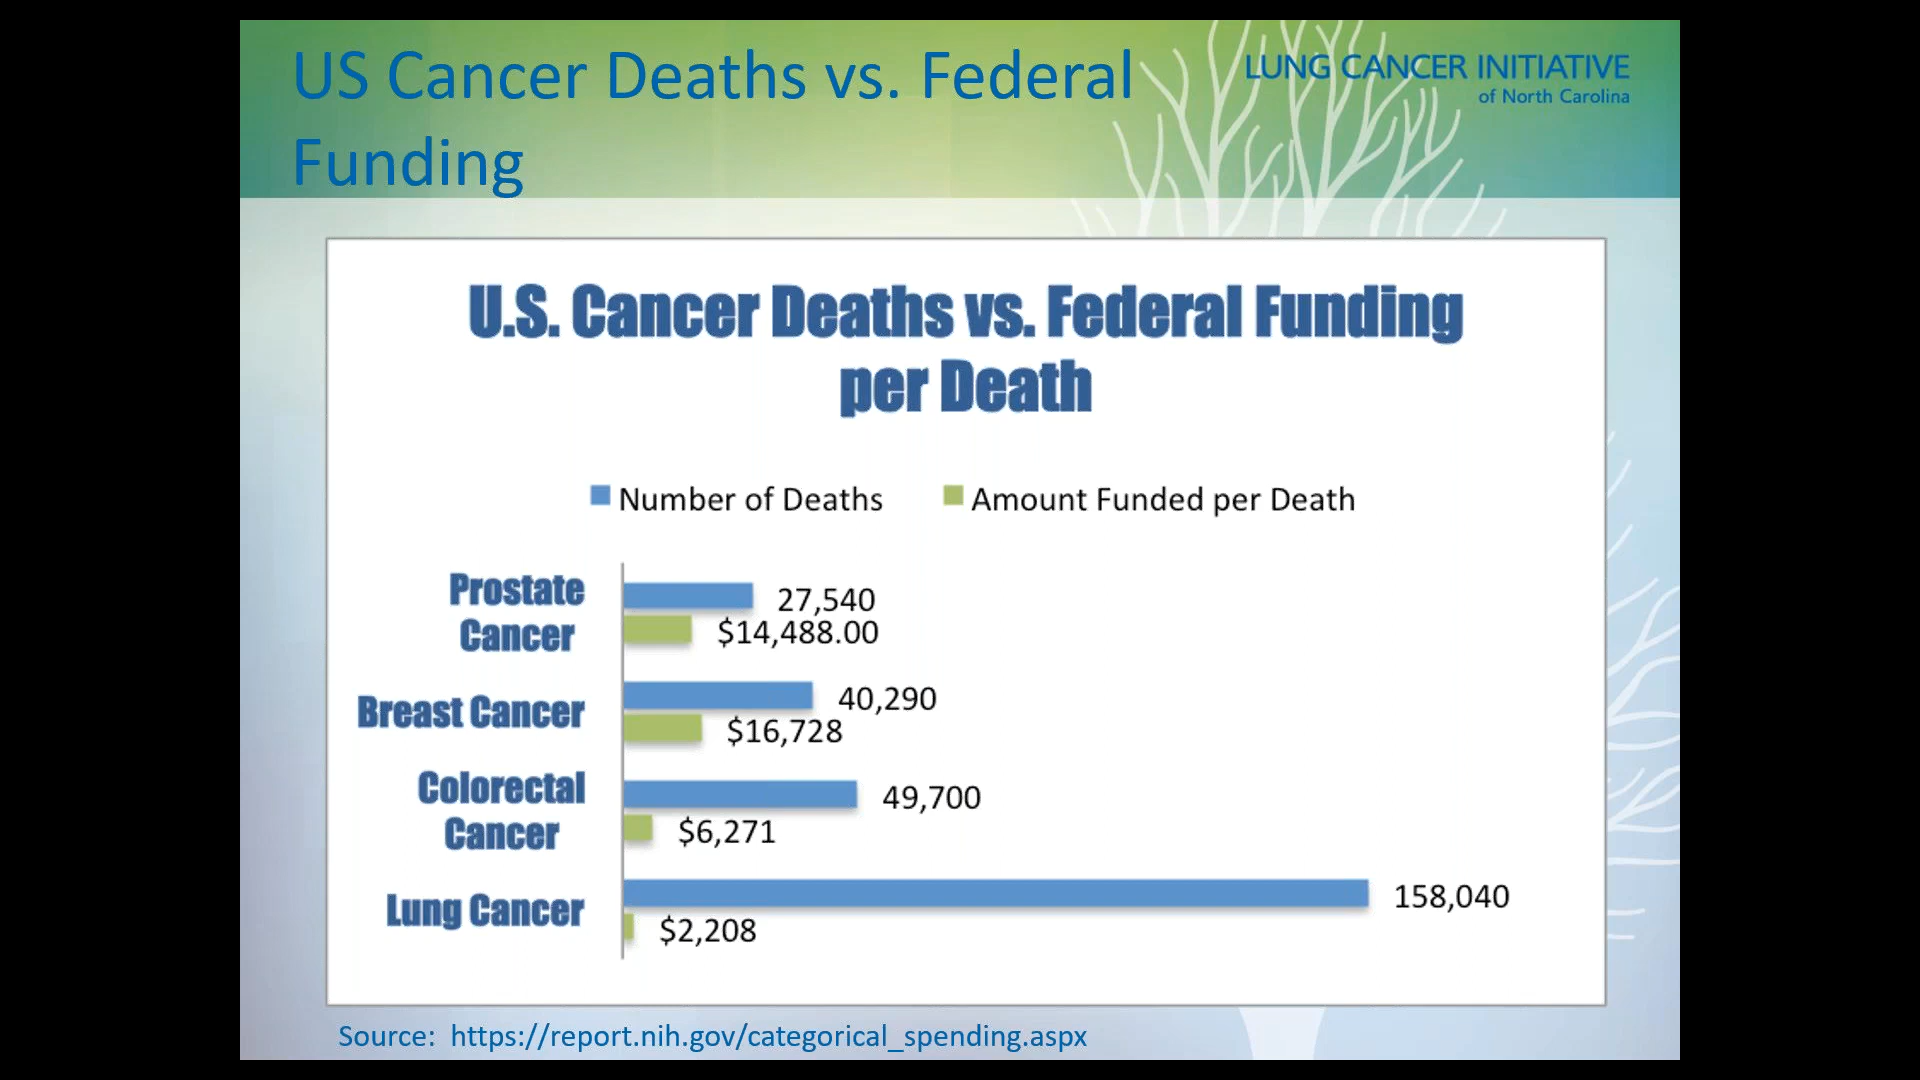 US Cancer Deaths vs. Federal
Funding
LUNG CANCER INITIATIVE
of North Carolina
U.S. Cancer Deaths vs. Federal Funding
per Death
Number of Deaths
Amount Funded per Death
Prostate
Cancer
27,540
$14,488.00
Breast Cancer
40,290
$16,728
Colorectal
Cancer
49,700
$6,271
Lung Cancer
158,040
$2,208
Source:  https://report.nih.gov/categorical_spending.aspx